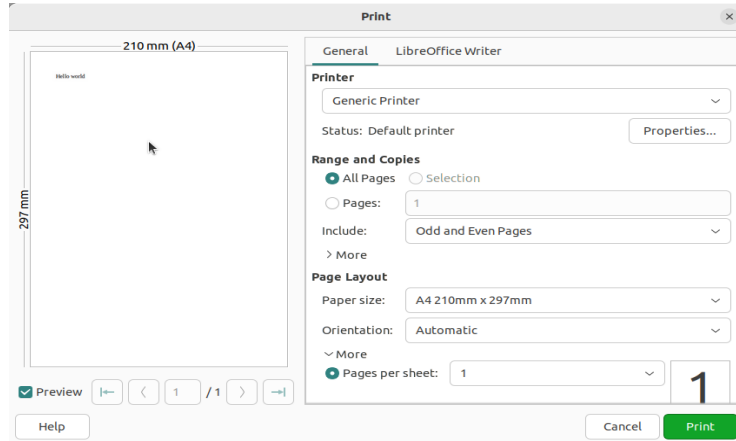 Print
210 mm (A4)
297 mm
Hello world
Preview
1 / 1
General LibreOffice Writer
Printer
Generic Printer
Status: Default printer Properties...
Range and Copies
All Pages Selection
Pages: 1
Include: Odd and Even Pages
More
Page Layout
Paper size: A4 210mm x 297mm
Orientation: Automatic
More
Pages per sheet: 1
1
Help Cancel Print